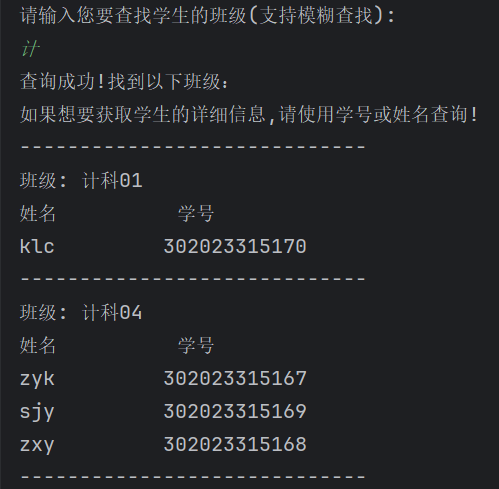 请输入您要查找学生的班级(支持模糊查找):
计
查询成功!找到以下班级:
如果想要获取学生的详细信息,请使用学号或姓名查询!
-----------------------------
班级: 计科01
姓名 学号
klc 302023315170
-----------------------------
班级: 计科04
姓名 学号
zyk 302023315167
sjy 302023315169
zxy 302023315168
-----------------------------